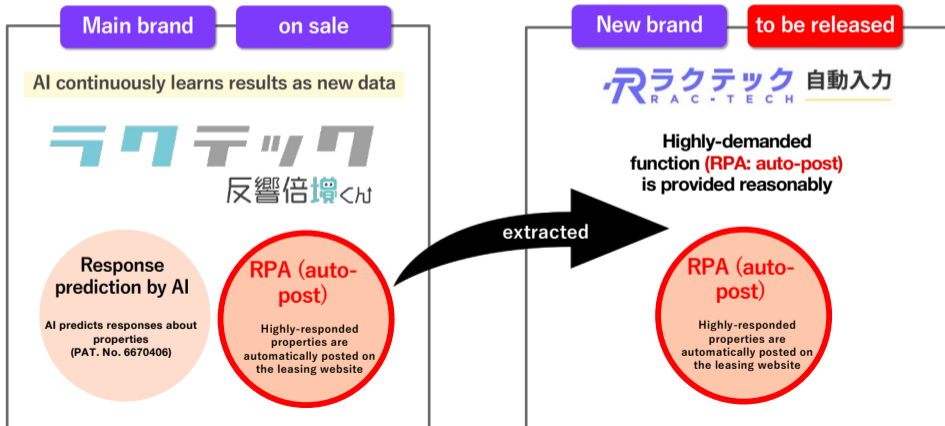 Main brand
on sale
AI continuously learns results as new data
ラクテック
反響倍増くん
Response
prediction by AI
AI predicts responses about
properties
(PAT. No. 6670406)
RPA (auto-
post)
Highly-responded
properties are
automatically posted on
the leasing website
extracted
New brand
to be released
ラクテック 自動入力
RAC-TECH
Highly-demanded
function (RPA: auto-post)
is provided reasonably
RPA (auto-
post)
Highly-responded
properties are
automatically posted on
the leasing website